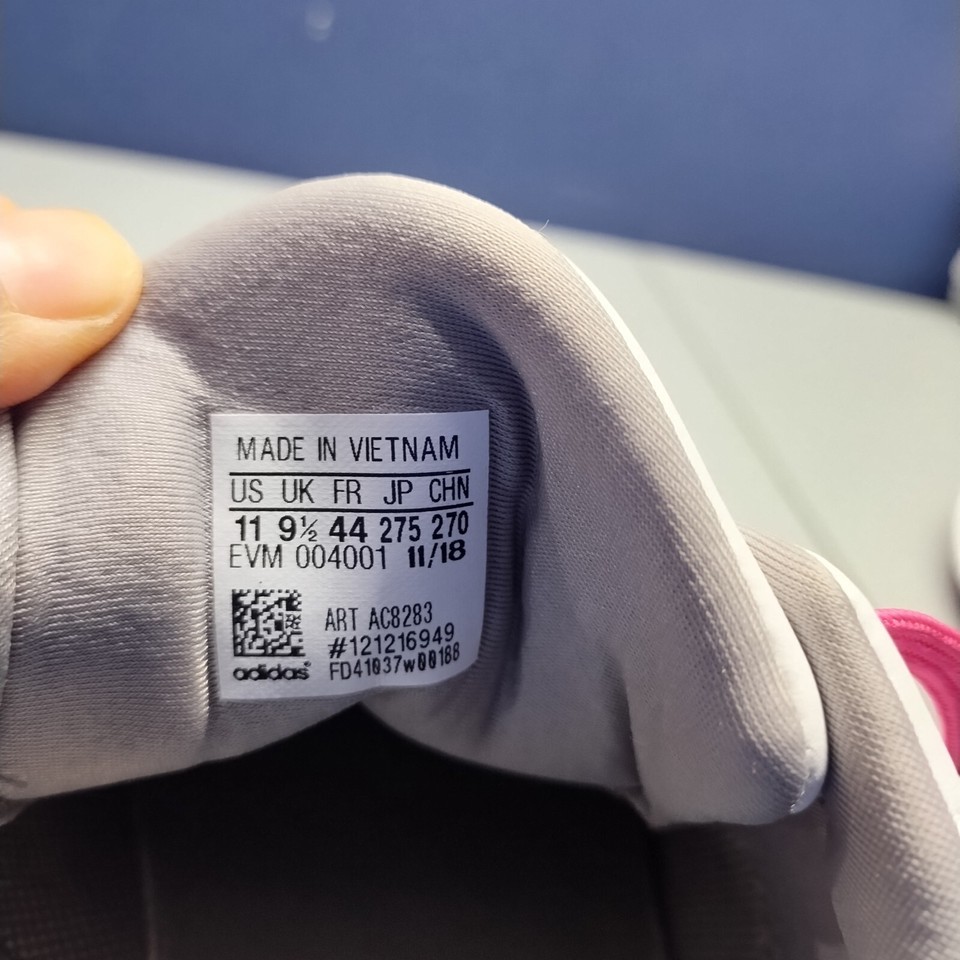 MADE IN VIETNAM
US UK FR JP CHN
11 9½ 44 275 270
EVM 004001 11/18
ART AC8283
#121216949
adidas FD41037w00188